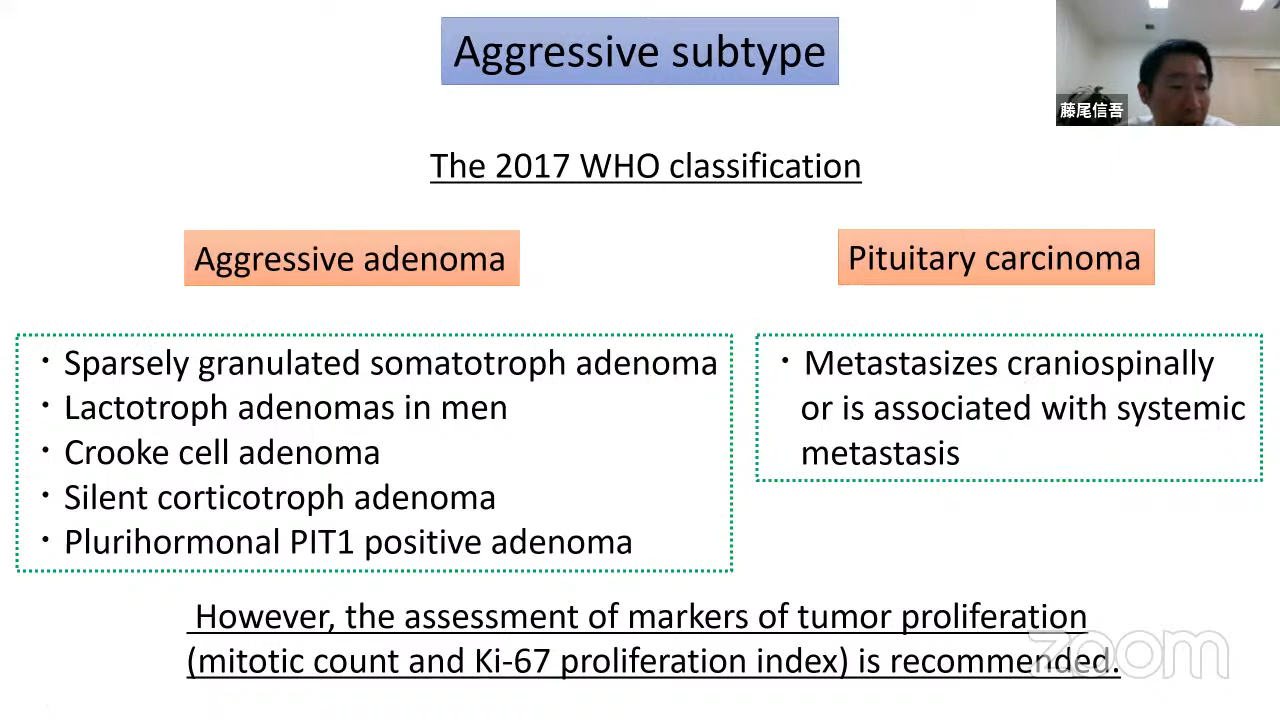 Aggressive subtype
藤尾信吾
The 2017 WHO classification
Aggressive adenoma
Pituitary carcinoma
・Sparsely granulated somatotroph adenoma
・Lactotroph adenomas in men
・Crooke cell adenoma
・Silent corticotroph adenoma
・Plurihormonal PIT1 positive adenoma
・Metastasizes craniospinally
or is associated with systemic
metastasis
However, the assessment of markers of tumor proliferation
(mitotic count and Ki-67 proliferation index) is recommended.
zoom